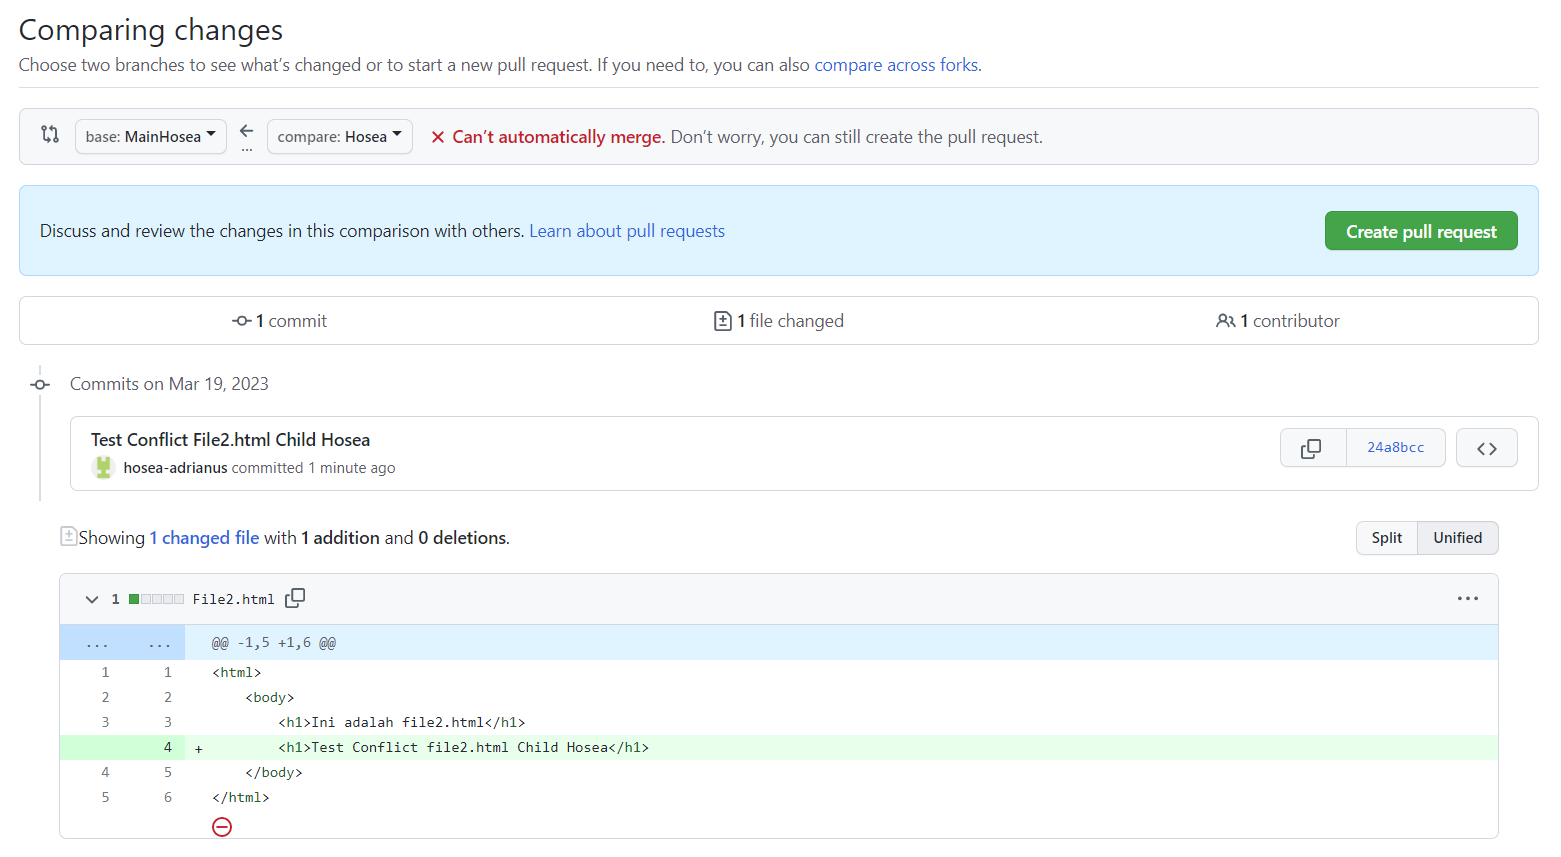 Comparing changes
Choose two branches to see what's changed or to start a new pull request. If you need to, you can also compare across forks.
base: MainHosea ... compare: Hosea Can't automatically merge. Don't worry, you can still create the pull request.
Discuss and review the changes in this comparison with others. Learn about pull requests Create pull request
1 commit 1 file changed 1 contributor
Commits on Mar 19, 2023
Test Conflict File2.html Child Hosea
hosea-adrianus committed 1 minute ago
24a8bcc
Showing 1 changed file with 1 addition and 0 deletions.
Split Unified
1 File2.html
... ... @@ -1,5 +1,6 @@
1 1 <html>
2 2 <body>
3 3 <h1>Ini adalah file2.html</h1>
4 + <h1>Test Conflict file2.html Child Hosea</h1>
4 5 </body>
5 6 </html>